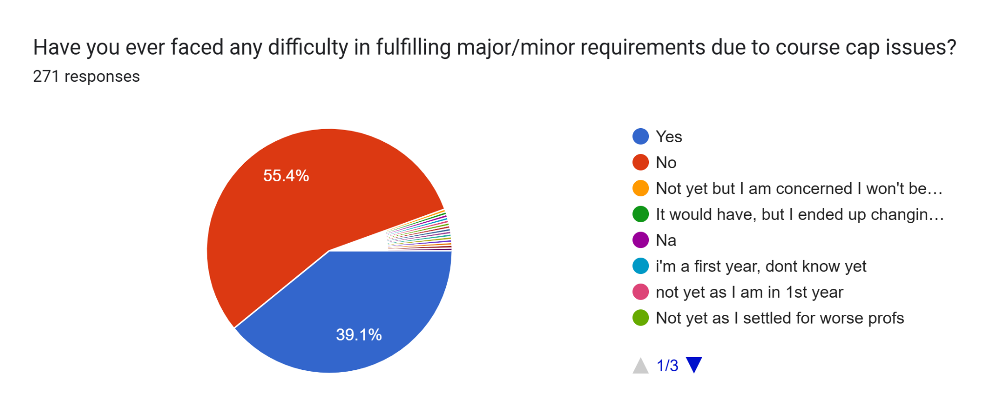 Have you ever faced any difficulty in fulfilling major/minor requirements due to course cap issues?
271 responses
55.4%
39.1%
Yes
No
Not yet but I am concerned I won't be…
It would have, but I ended up changin…
Na
i'm a first year, dont know yet
not yet as I am in 1st year
Not yet as I settled for worse profs
1/3